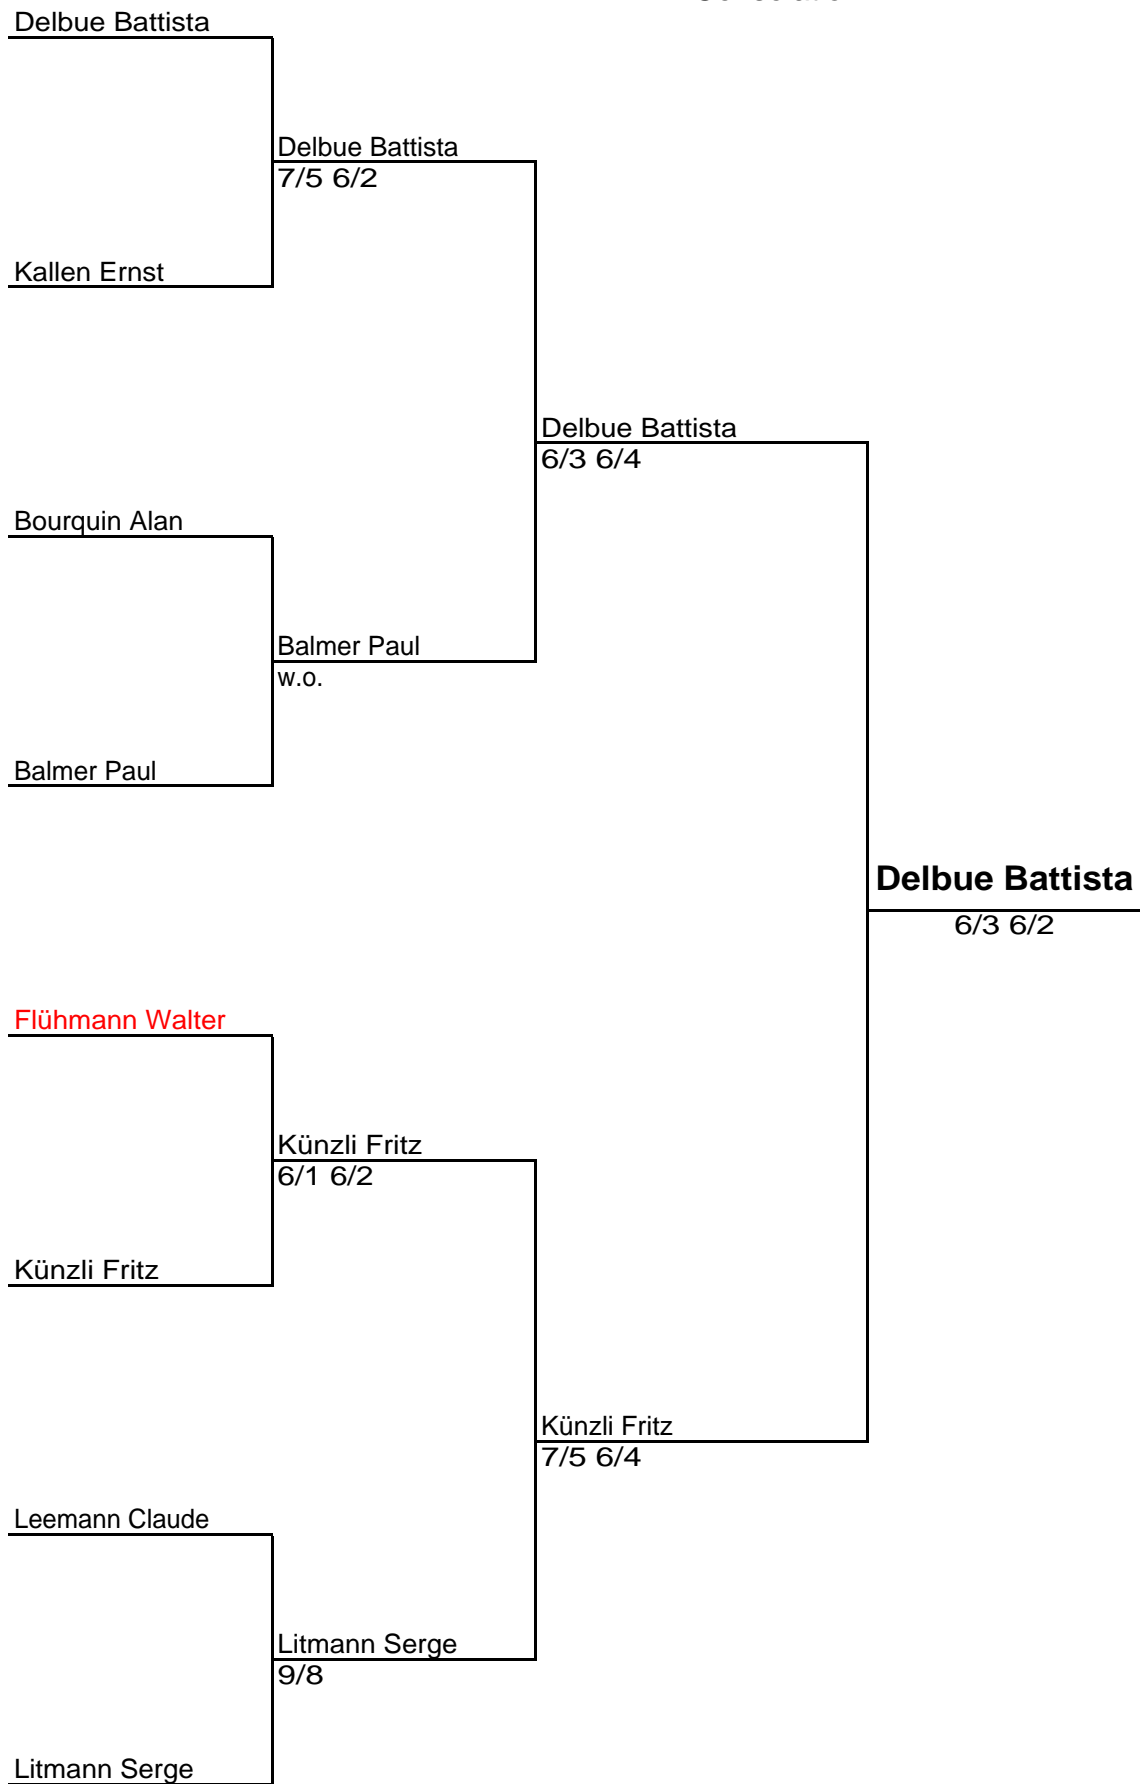 Delbue Battista
Delbue Battista
7/5 6/2
Kallen Ernst
Delbue Battista
6/3 6/4
Bourquin Alan
Balmer Paul
w.o.
Balmer Paul
Delbue Battista
6/3 6/2
Flühmann Walter
Künzli Fritz
6/1 6/2
Künzli Fritz
Künzli Fritz
7/5 6/4
Leemann Claude
Litmann Serge
9/8
Litmann Serge